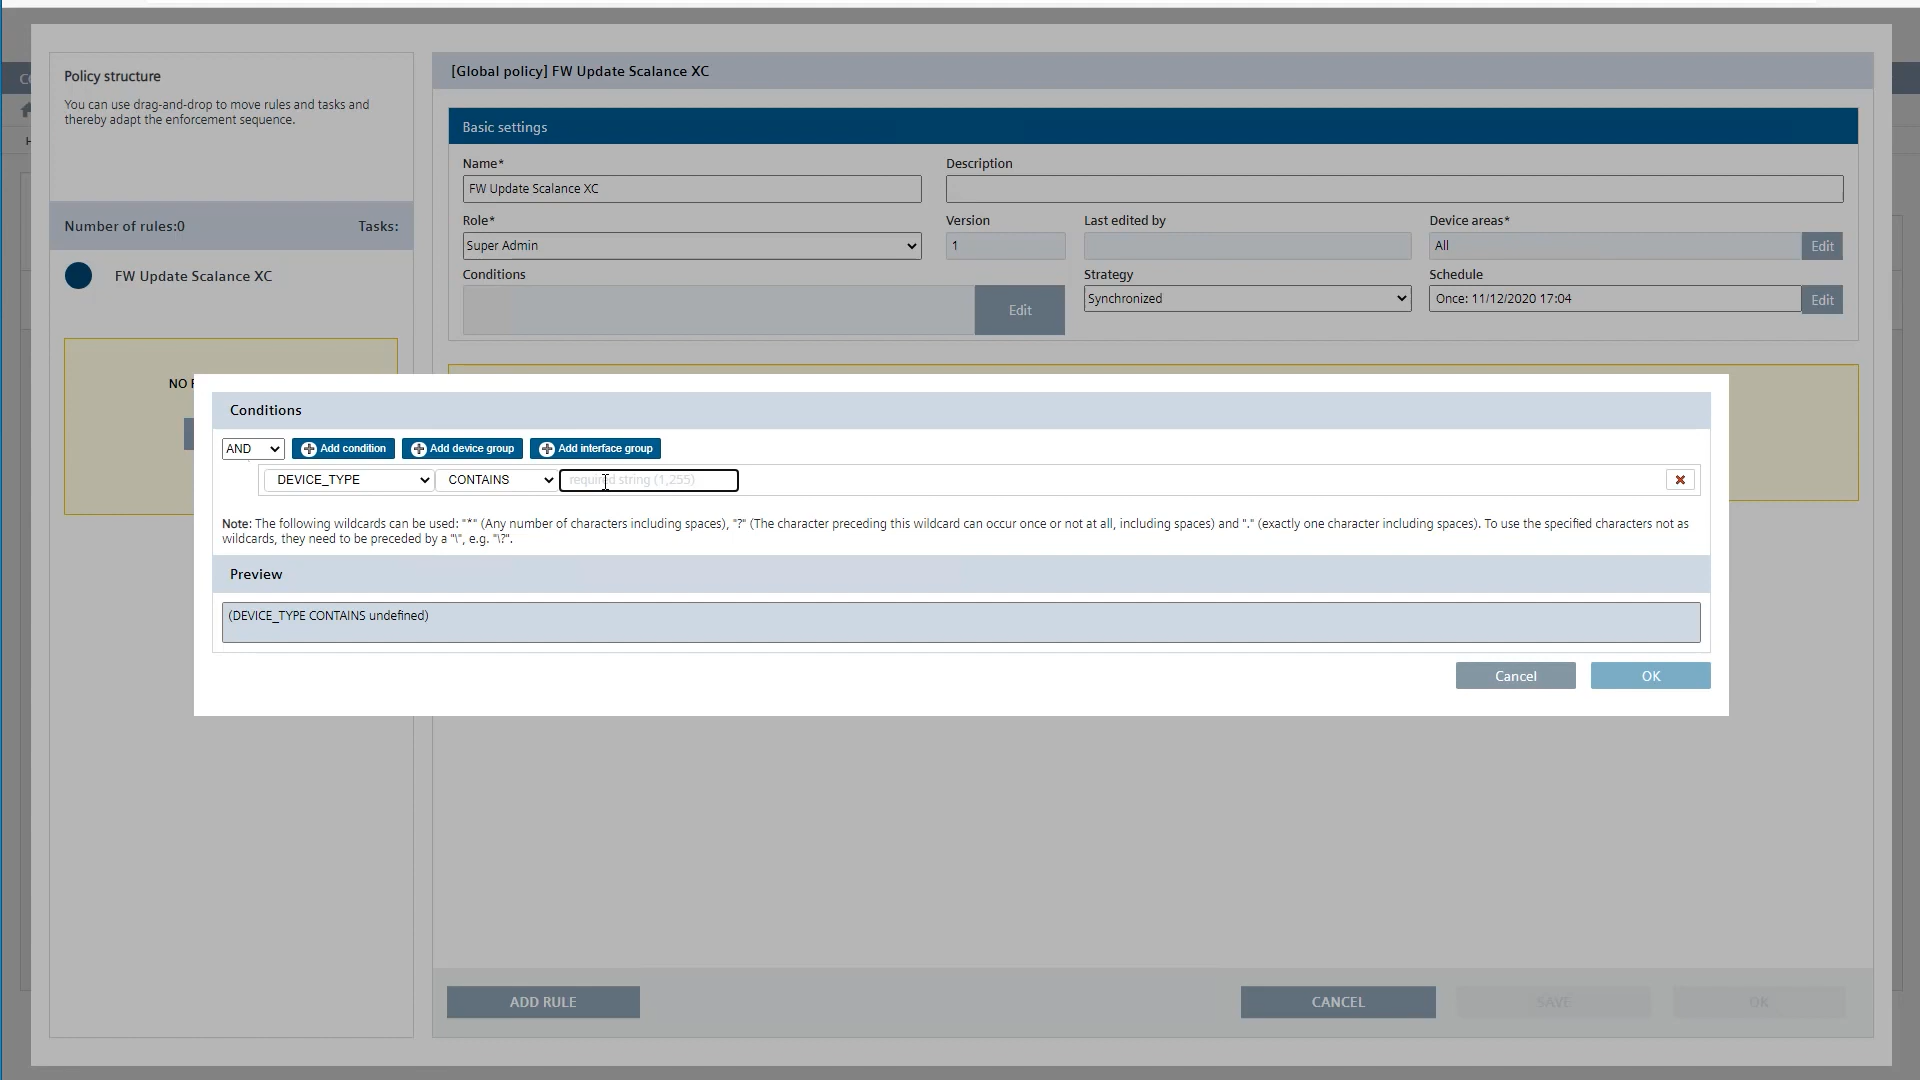 Policy structure
You can use drag-and-drop to move rules and tasks and
thereby adapt the enforcement sequence.
Number of rules:0 Tasks:
FW Update Scalance XC
NO
[Global policy] FW Update Scalance XC
Basic settings
Name* Description
FW Update Scalance XC
Role* Version Last edited by Device areas*
Super Admin 1 All Edit
Conditions Strategy Schedule
Edit Synchronized Once: 11/12/2020 17:04 Edit
Conditions
AND Add condition Add device group Add interface group
DEVICE_TYPE CONTAINS required string (1,255)
Note: The following wildcards can be used: "*" (Any number of characters including spaces), "?" (The character preceding this wildcard can occur once or not at all, including spaces) and "." (exactly one character including spaces). To use the specified characters not as
wildcards, they need to be preceded by a "\", e.g. "\?".
Preview
(DEVICE_TYPE CONTAINS undefined)
Cancel OK
ADD RULE CANCEL SAVE OK